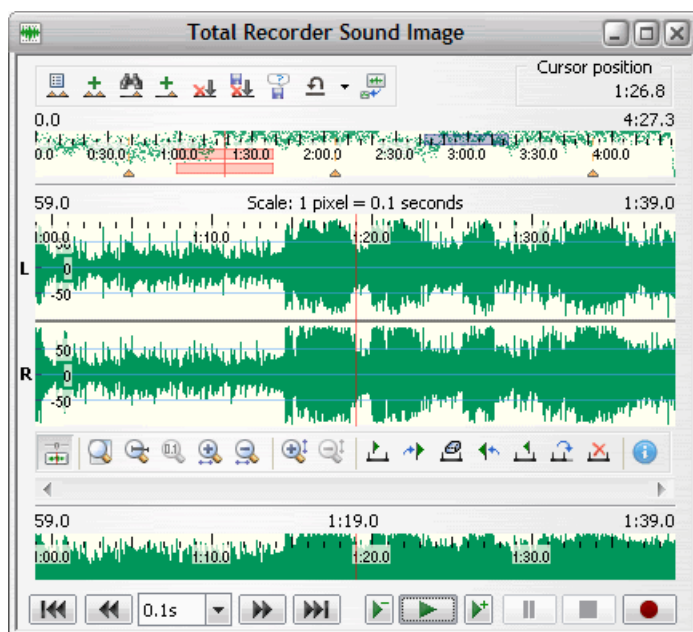 Total Recorder Sound Image
Cursor position
1:26.8
0.0 4:27.3
0.0 0:30.0 1:00.0 1:30.0 2:00.0 2:30.0 3:00.0 3:30.0 4:00.0
59.0 Scale: 1 pixel = 0.1 seconds 1:39.0
1:00.0 1:10.0 1:20.0 1:30.0
50
L 0
-50
50
R 0
-50
0.1
59.0 1:19.0 1:39.0
1:00.0 1:10.0 1:20.0 1:30.0
0.1s